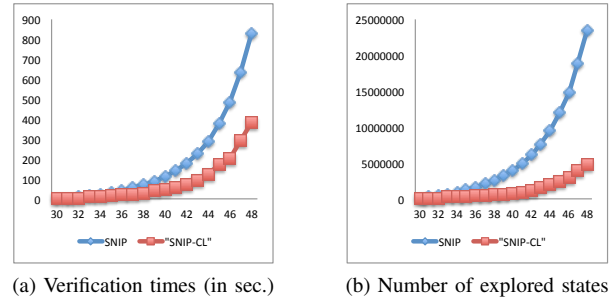 900
800
700
600
500
400
300
200
100
0
30 32 34 36 38 40 42 44 46 48
SNIP "SNIP-CL"
(a) Verification times (in sec.)
25000000
20000000
15000000
10000000
5000000
0
30 32 34 36 38 40 42 44 46 48
SNIP "SNIP-CL"
(b) Number of explored states